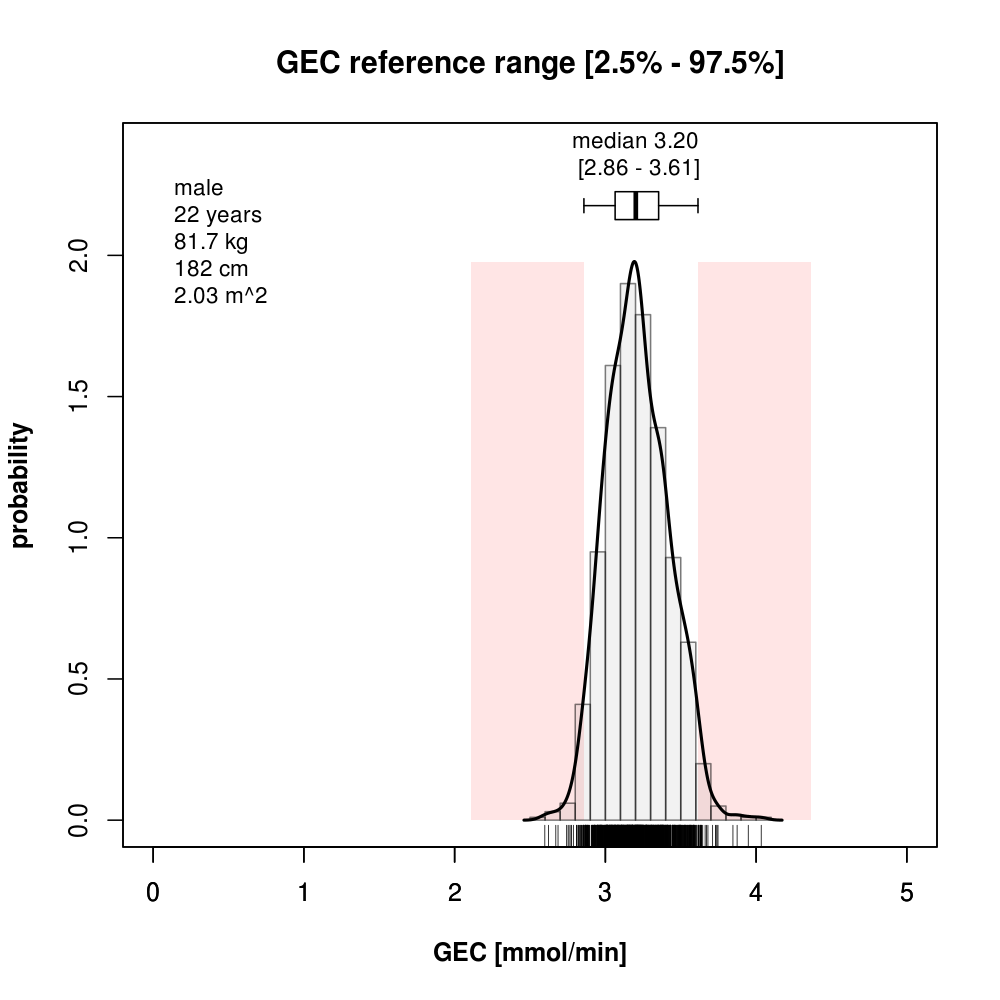 GEC reference range [2.5% - 97.5%]
median 3.20
[2.86 - 3.61]
male
22 years
81.7 kg
182 cm
2.03 m^2
probability
2.0
1.5
1.0
0.5
0.0
0 1 2 3 4 5
GEC [mmol/min]